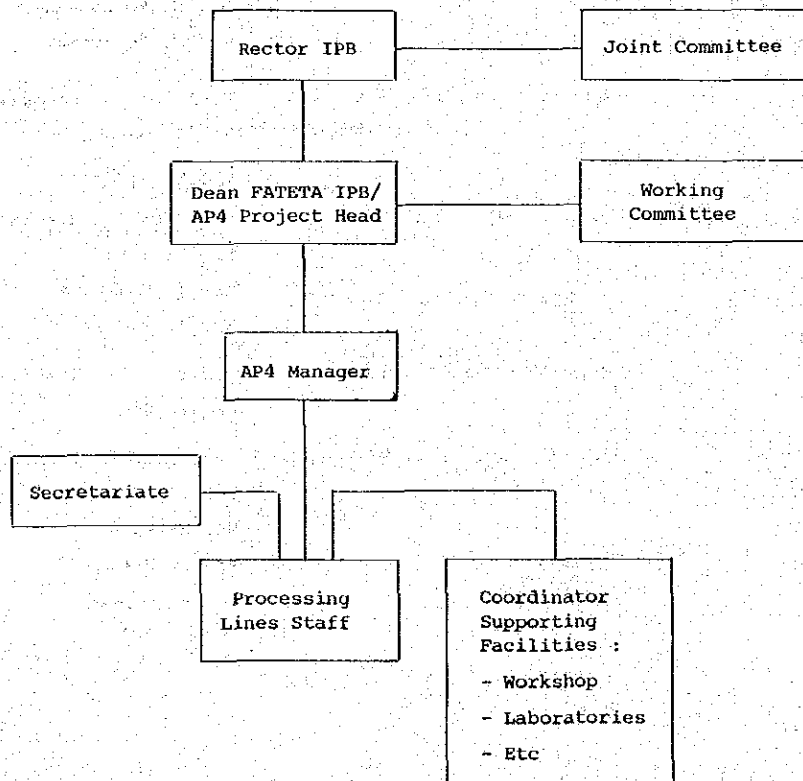 Rector IPB
Joint Committee
Dean FATETA IPB/
AP4 Project Head
Working
Committee
AP4 Manager
Secretariate
Processing
Lines Staff
Coordinator
Supporting
Facilities :
- Workshop
- Laboratories
- Etc